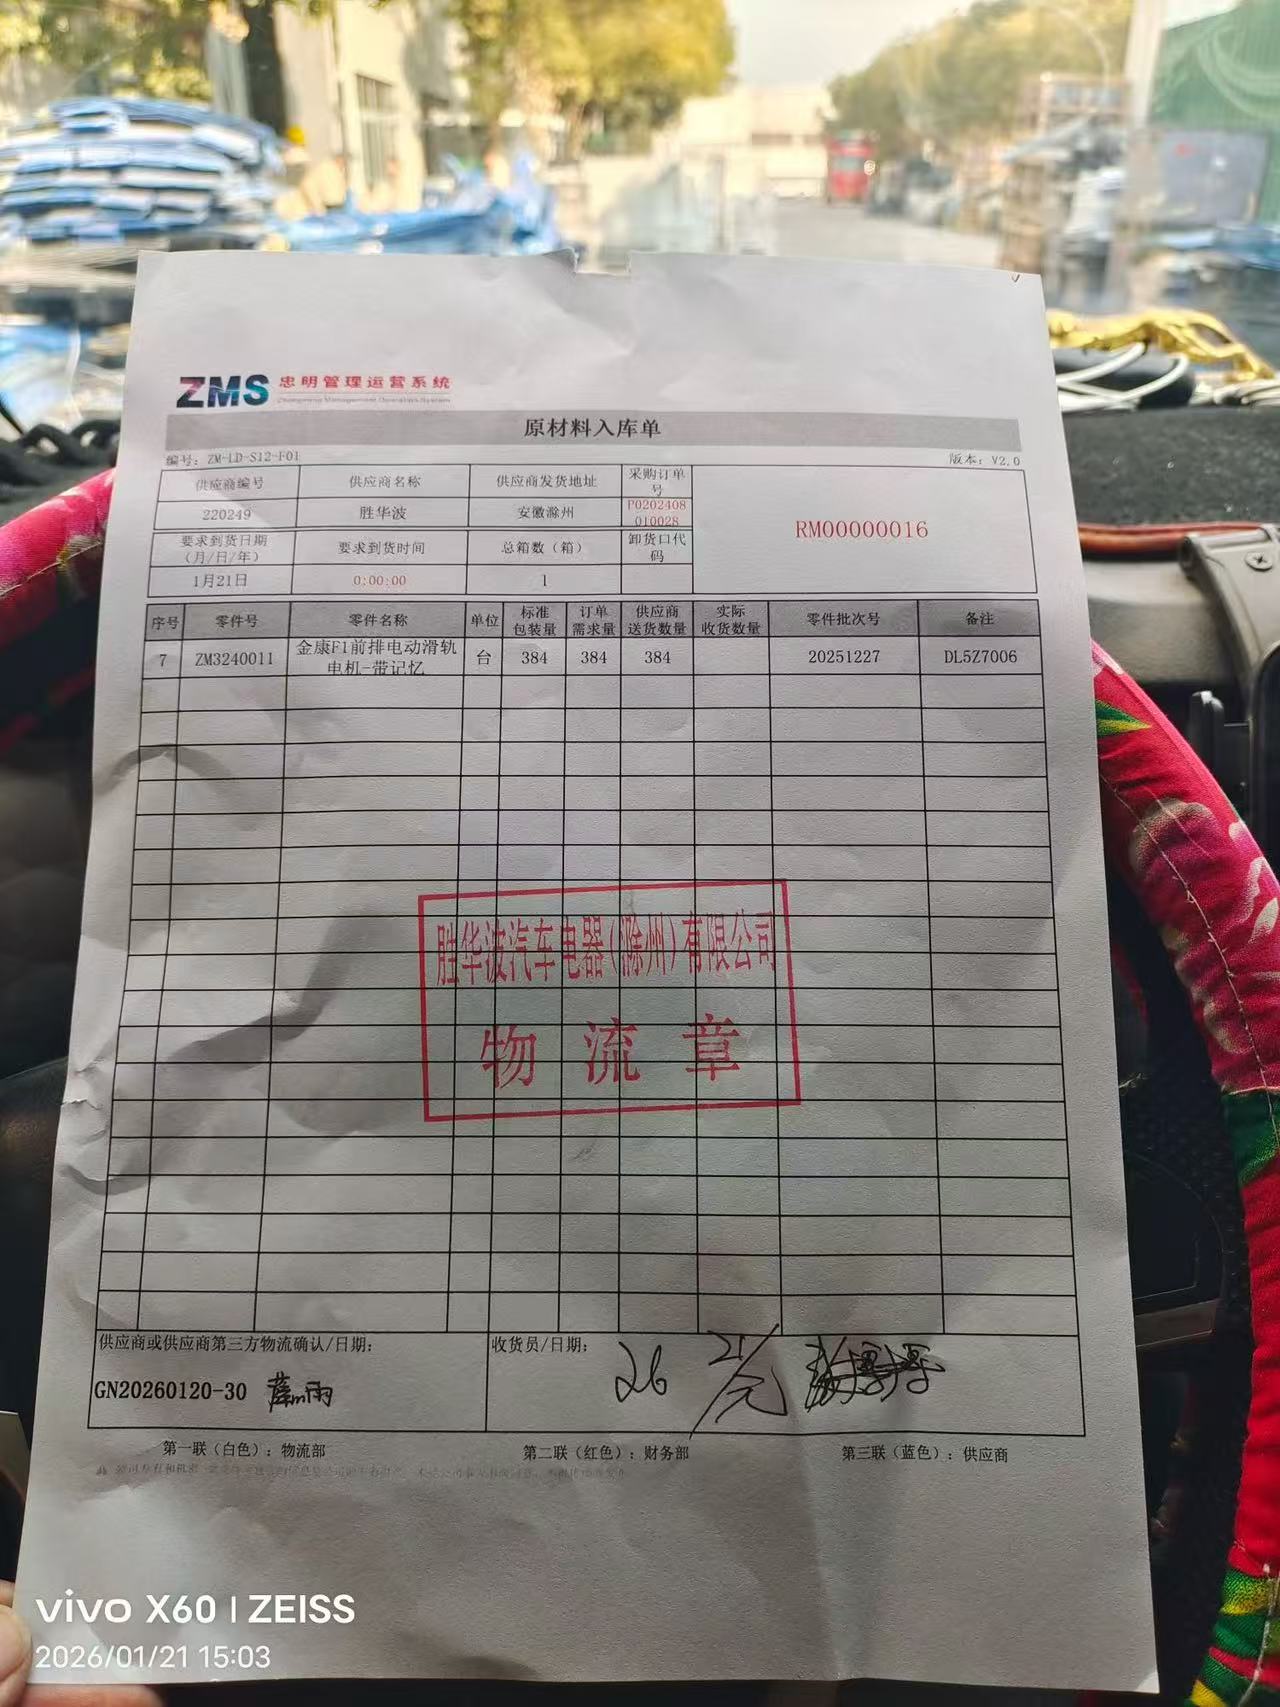 ZMS 忠明管理运营系统
原材料入库单
编号: ZM-LD-S12-F01 版本: V2.0
供应商编号 供应商名称 供应商发货地址 采购订单号
220249 胜华波 安徽滁州 P0202408010028
RM00000016
要求到货日期(月/日/年) 要求到货时间 总箱数(箱) 卸货口代码
1月21日 0:00:00 1
序号 零件号 零件名称 单位 标准包装量 订单需求量 供应商送货数量 实际收货数量 零件批次号 备注
7 ZM3240011 金康F1前排电动滑轨电机-带记忆 台 384 384 384 20251227 DL5Z7006
胜华波汽车电器(滁州)有限公司
物流章
供应商或供应商第三方物流确认/日期: 收货员/日期:
GN20260120-30 26 21/元
第一联(白色): 物流部 第二联(红色): 财务部 第三联(蓝色): 供应商
vivo X60 | ZEISS
2026/01/21 15:03